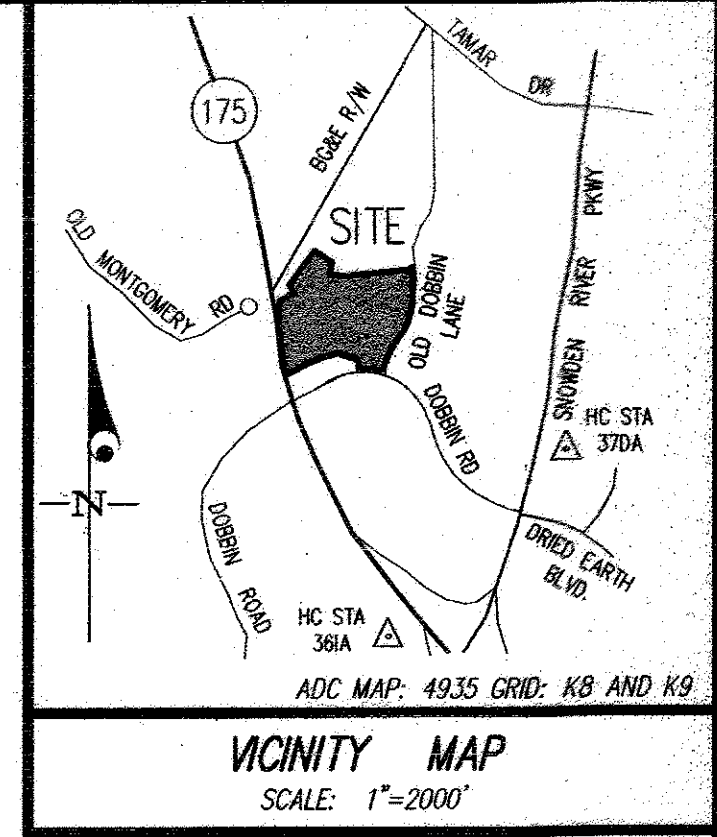 TAMAR
DR
175
BG&E R/W
OLD
MONTGOMERY
RD
SITE
OLD DOBBIN
LANE
SNOWDEN RIVER PKWY
DOBBIN RD
HC STA
37DA
-N-
DOBBIN
ROAD
DRIED EARTH
BLVD.
HC STA
361A
ADC MAP: 4935 GRID: K8 AND K9
VICINITY MAP
SCALE: 1"=2000'